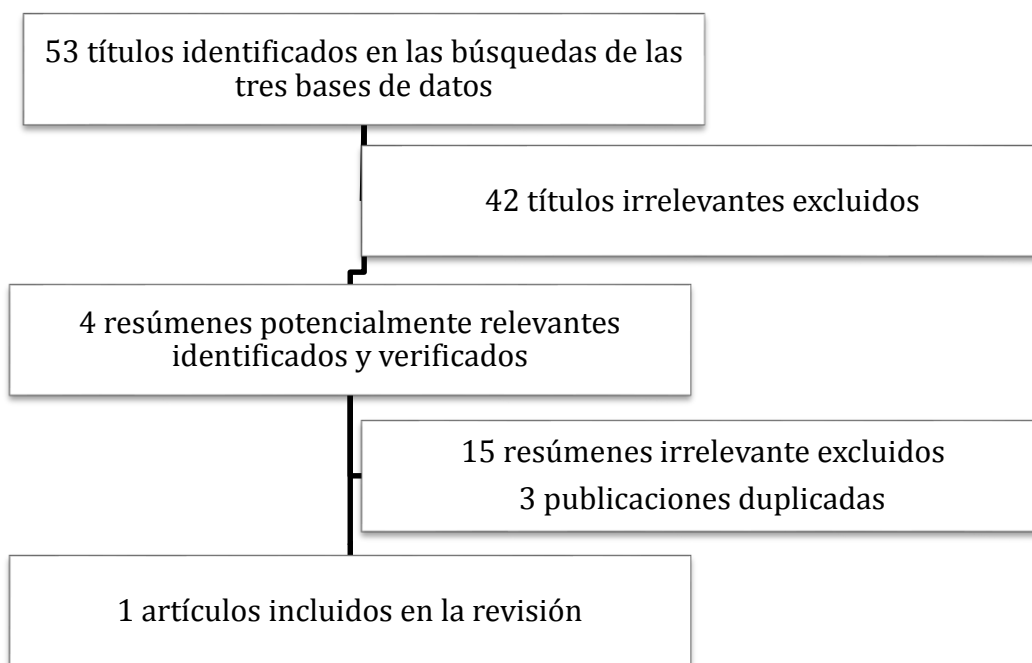 53 títulos identificados en las búsquedas de las
tres bases de datos
42 títulos irrelevantes excluidos
4 resúmenes potencialmente relevantes
identificados y verificados
15 resúmenes irrelevante excluidos
3 publicaciones duplicadas
1 artículos incluidos en la revisión